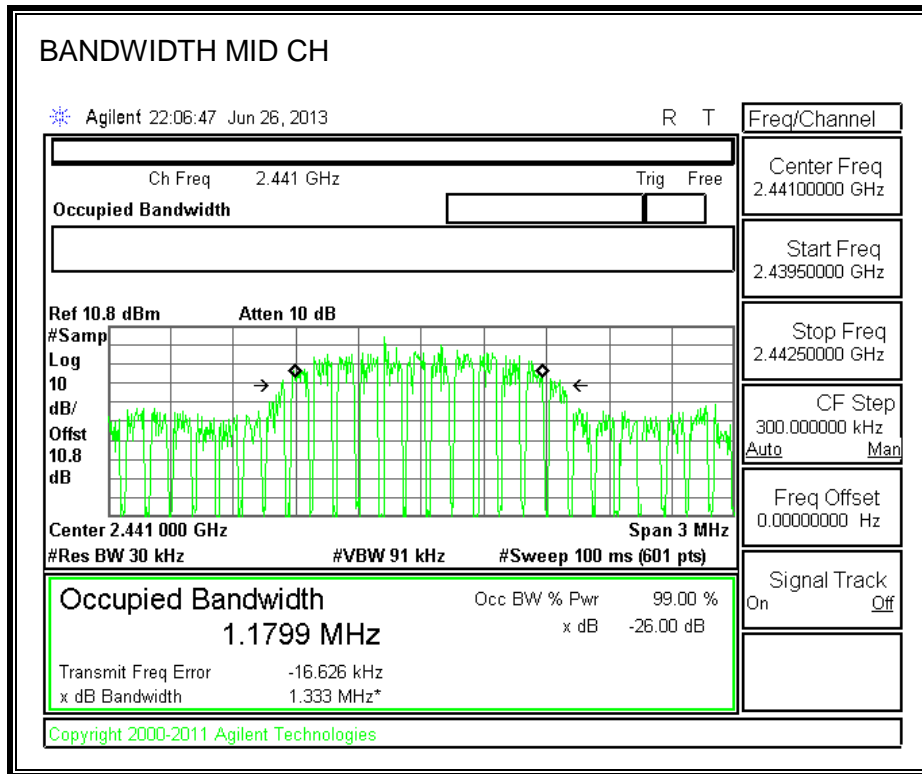 BANDWIDTH MID CH
Agilent 22:06:47 Jun 26, 2013 R T
Ch Freq 2.441 GHz Trig Free
Occupied Bandwidth
Ref 10.8 dBm Atten 10 dB
#Samp
Log
10
dB/
Offst
10.8
dB
Center 2.441 000 GHz Span 3 MHz
#Res BW 30 kHz #VBW 91 kHz #Sweep 100 ms (601 pts)
Occupied Bandwidth Occ BW % Pwr 99.00 %
1.1799 MHz x dB -26.00 dB
Transmit Freq Error -16.626 kHz
x dB Bandwidth 1.333 MHz*
Copyright 2000-2011 Agilent Technologies
Freq/Channel
Center Freq
2.44100000 GHz
Start Freq
2.43950000 GHz
Stop Freq
2.44250000 GHz
CF Step
300.000000 kHz
Auto Man
Freq Offset
0.00000000 Hz
Signal Track
On Off